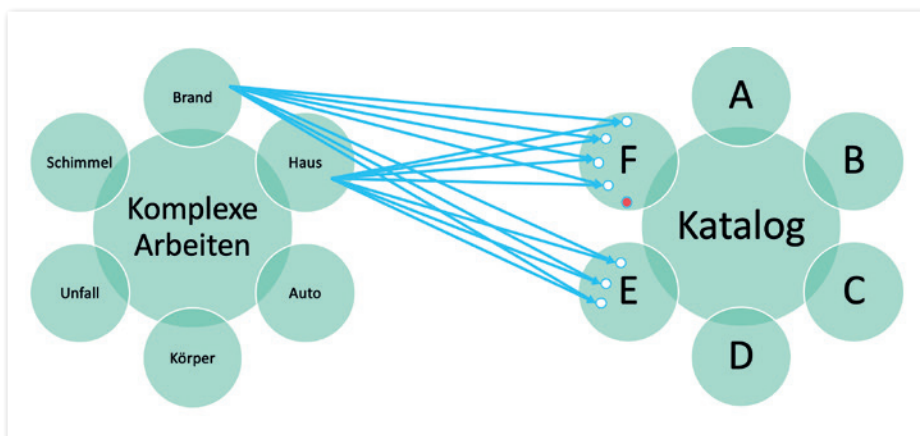 Brand
Schimmel
Haus
Komplexe
Arbeiten
Unfall
Auto
Körper
A
F
B
Katalog
E
C
D